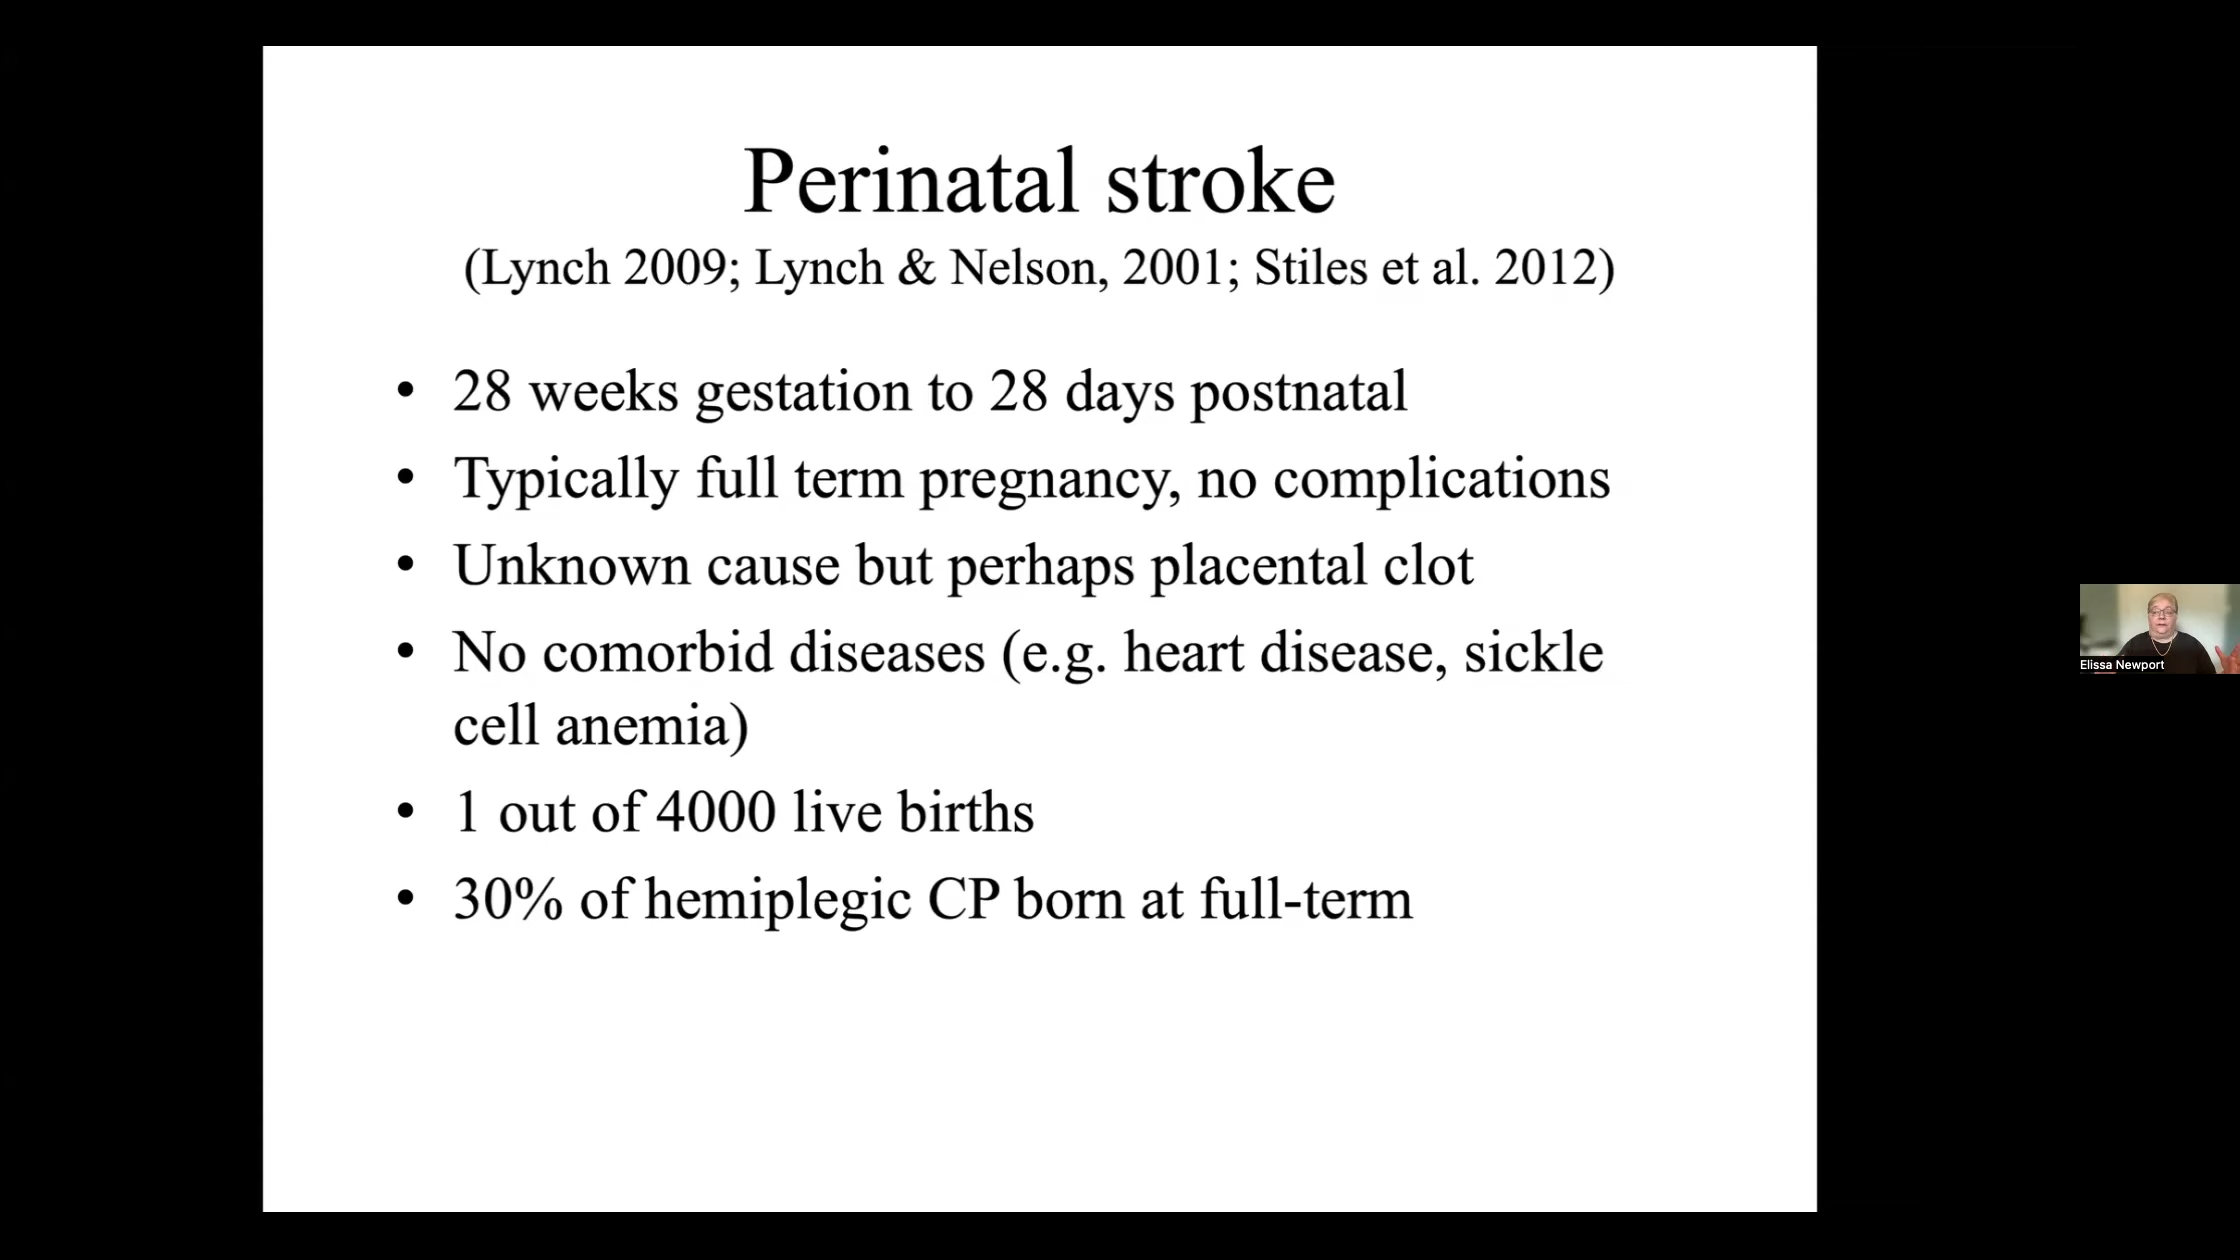 Perinatal stroke
(Lynch 2009; Lynch & Nelson, 2001; Stiles et al. 2012)
• 28 weeks gestation to 28 days postnatal
• Typically full term pregnancy, no complications
• Unknown cause but perhaps placental clot
• No comorbid diseases (e.g. heart disease, sickle
cell anemia)
• 1 out of 4000 live births
• 30% of hemiplegic CP born at full-term
Elissa Newport